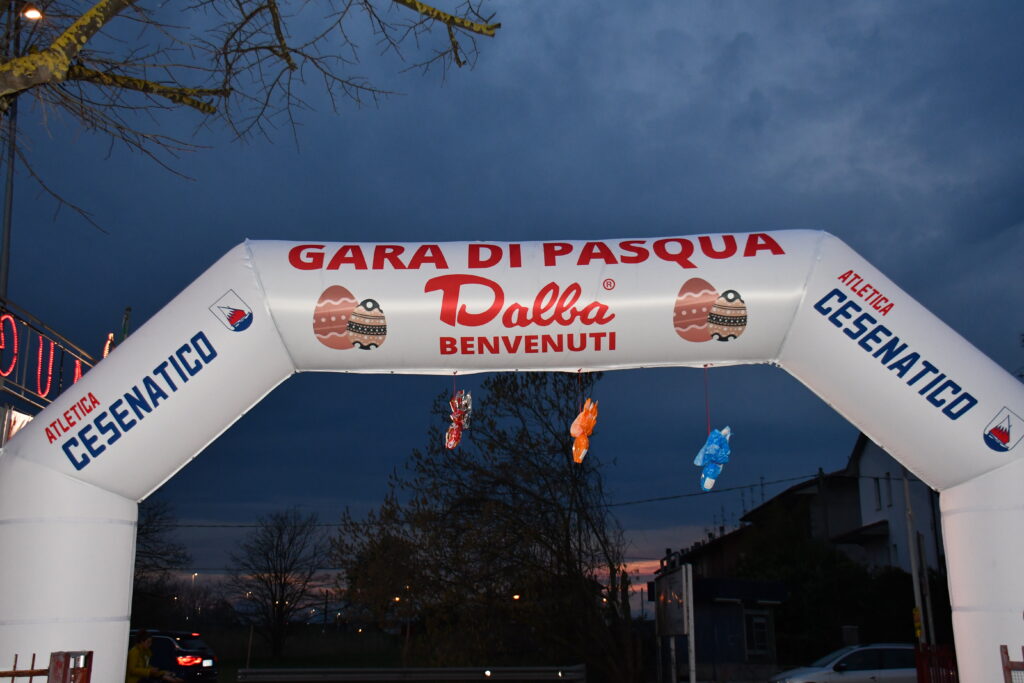 GARA DI PASQUA
Dalba®
BENVENUTI
ATLETICA
CESENATICO
ATLETICA
CESENATICO